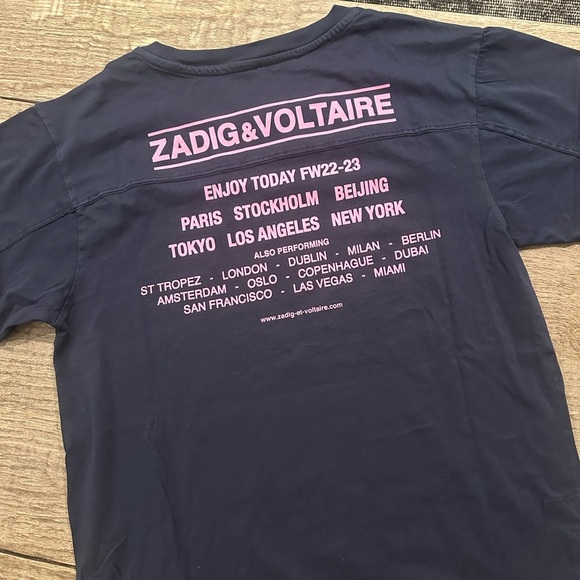 ZADIG&VOLTAIRE
ENJOY TODAY FW22-23
PARIS STOCKHOLM BEIJING
TOKYO LOS ANGELES NEW YORK
ALSO PERFORMING
ST TROPEZ - LONDON - DUBLIN - MILAN - BERLIN
AMSTERDAM - OSLO - COPENHAGUE - DUBAI
SAN FRANCISCO - LAS VEGAS - MIAMI
www.zadig-et-voltaire.com